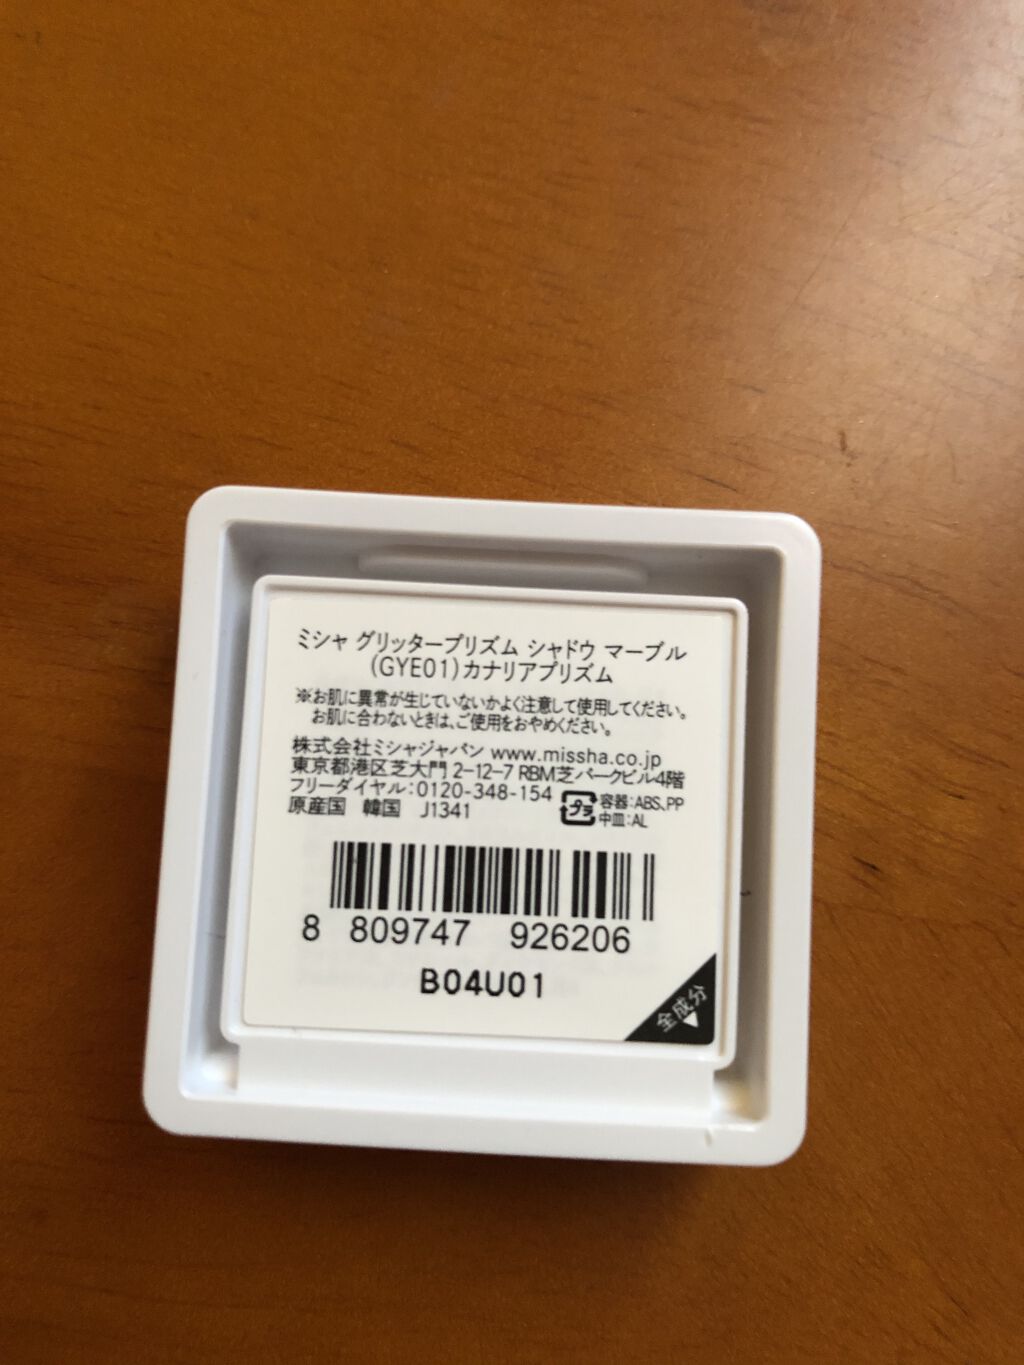 ミシャ グリッタープリズム シャドウ マーブル
(GYE01)カナリアプリズム
※お肌に異常が生じていないかよく注意して使用してください。
お肌に合わないときは、ご使用をおやめください。
株式会社ミシャジャパン www.missha.co.jp
東京都港区芝大門 2-12-7 RBM芝パークビル4階
フリーダイヤル:0120-348-154
原産国 韓国 J1341
プラ 容器:ABS、PP
中皿:AL
8 809747 926206
B04U01
全成分